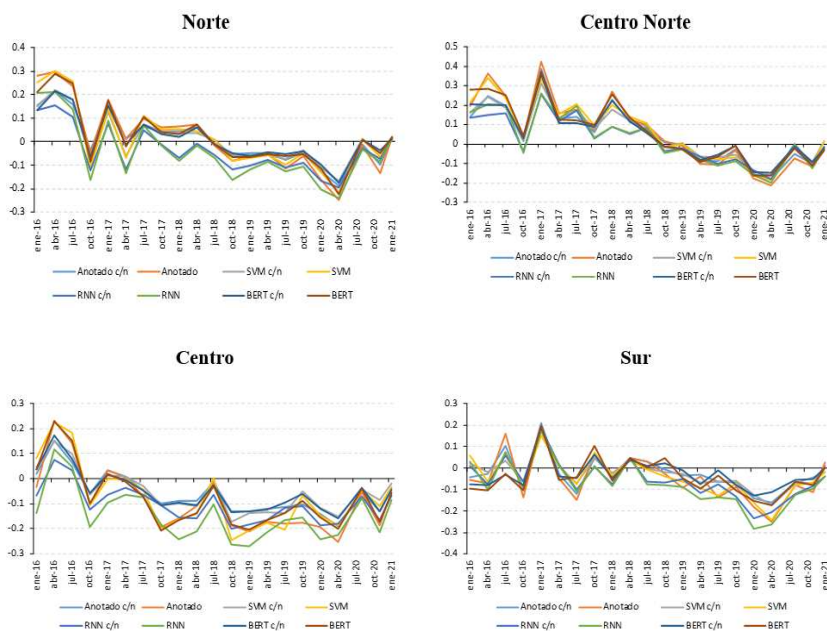 Norte
0.4
0.3
0.2
0.1
0
-0.1
-0.2
-0.3
ene-16
abr-16
jul-16
oct-16
ene-17
abr-17
jul-17
oct-17
ene-18
abr-18
jul-18
oct-18
ene-19
abr-19
jul-19
oct-19
ene-20
abr-20
jul-20
oct-20
ene-21
Anotado c/n Anotado SVM c/n SVM
RNN c/n RNN BERT c/n BERT
Centro Norte
0.5
0.4
0.3
0.2
0.1
0
-0.1
-0.2
-0.3
ene-16
abr-16
jul-16
oct-16
ene-17
abr-17
jul-17
oct-17
ene-18
abr-18
jul-18
oct-18
ene-19
abr-19
jul-19
oct-19
ene-20
abr-20
jul-20
oct-20
ene-21
Anotado c/n Anotado SVM c/n SVM
RNN c/n RNN BERT c/n BERT
Centro
0.3
0.2
0.1
0
-0.1
-0.2
-0.3
ene-16
abr-16
jul-16
oct-16
ene-17
abr-17
jul-17
oct-17
ene-18
abr-18
jul-18
oct-18
ene-19
abr-19
jul-19
oct-19
ene-20
abr-20
jul-20
oct-20
ene-21
Anotado c/n Anotado SVM c/n SVM
RNN c/n RNN BERT c/n BERT
Sur
0.3
0.2
0.1
0
-0.1
-0.2
-0.3
-0.4
ene-16
abr-16
jul-16
oct-16
ene-17
abr-17
jul-17
oct-17
ene-18
abr-18
jul-18
oct-18
ene-19
abr-19
jul-19
oct-19
ene-20
abr-20
jul-20
oct-20
ene-21
Anotado c/n Anotado SVM c/n SVM
RNN c/n RNN BERT c/n BERT